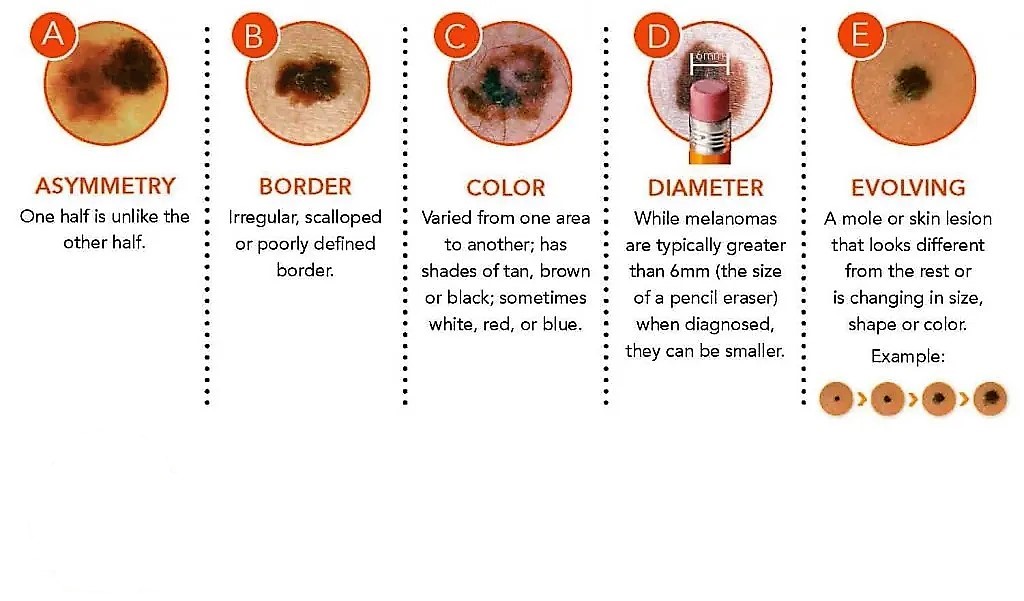 A
ASYMMETRY
One half is unlike the
other half.
B
BORDER
Irregular, scalloped
or poorly defined
border.
C
COLOR
Varied from one area
to another; has
shades of tan, brown
or black; sometimes
white, red, or blue.
D
6mm
DIAMETER
While melanomas
are typically greater
than 6mm (the size
of a pencil eraser)
when diagnosed,
they can be smaller.
E
EVOLVING
A mole or skin lesion
that looks different
from the rest or
is changing in size,
shape or color.
Example: